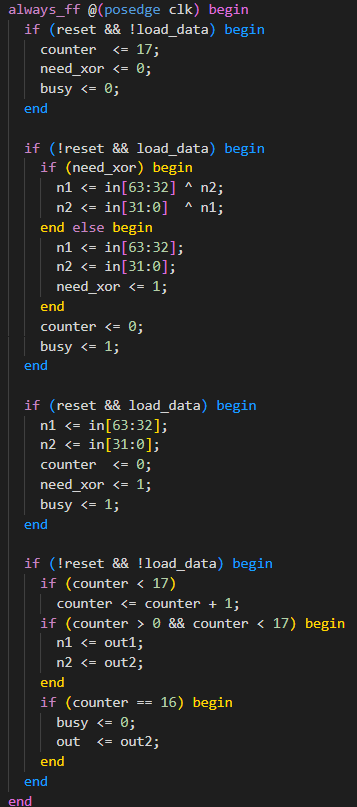 always_ff @(posedge clk) begin
  if (reset && !load_data) begin
    counter  <= 17;
    need_xor <= 0;
    busy <= 0;
  end

  if (!reset && load_data) begin
    if (need_xor) begin
      n1 <= in[63:32] ^ n2;
      n2 <= in[31:0]  ^ n1;
    end else begin
      n1 <= in[63:32];
      n2 <= in[31:0];
      need_xor <= 1;
    end
    counter <= 0;
    busy <= 1;
  end

  if (reset && load_data) begin
    n1 <= in[63:32];
    n2 <= in[31:0];
    counter  <= 0;
    need_xor <= 1;
    busy <= 1;
  end

  if (!reset && !load_data) begin
    if (counter < 17)
      counter <= counter + 1;
    if (counter > 0 && counter < 17) begin
      n1 <= out1;
      n2 <= out2;
    end
    if (counter == 16) begin
      busy <= 0;
      out  <= out2;
    end
  end
end